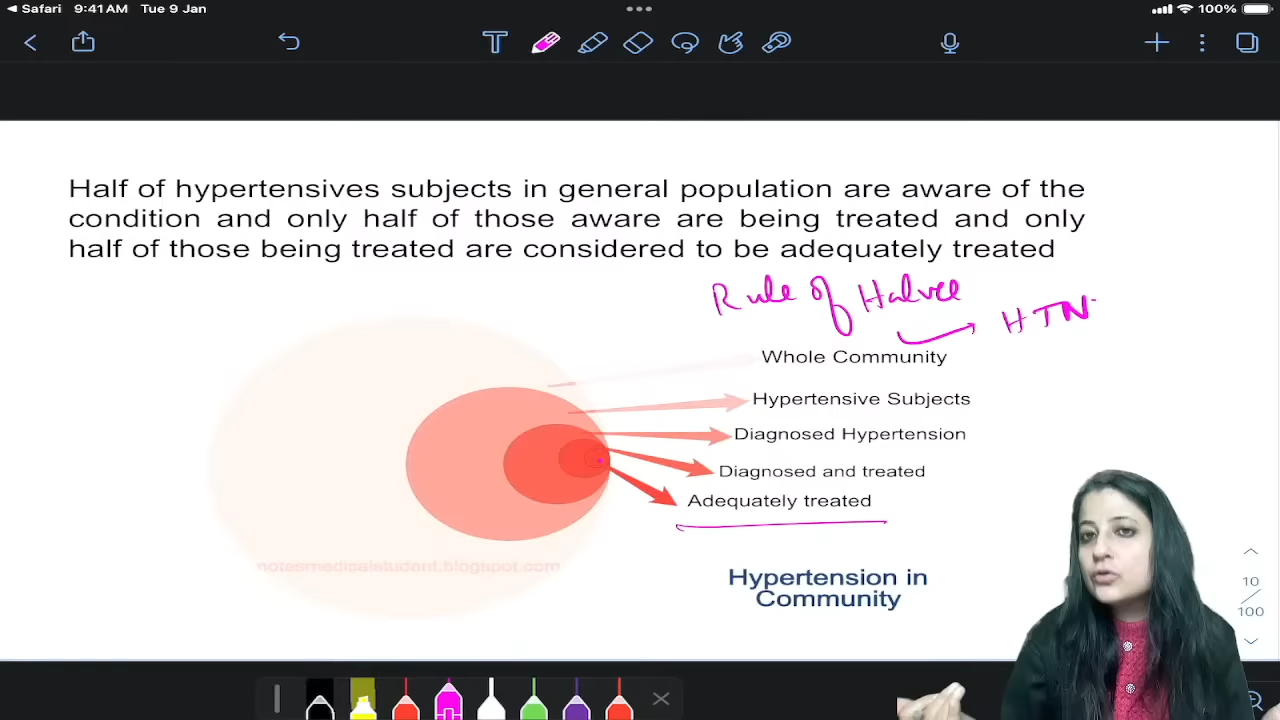 Safari 9:41 AM Tue 9 Jan 100%
Half of hypertensives subjects in general population are aware of the
condition and only half of those aware are being treated and only
half of those being treated are considered to be adequately treated
Rule of Halves
HTN
Whole Community
Hypertensive Subjects
Diagnosed Hypertension
Diagnosed and treated
Adequately treated
notesmedicalstudent.blogspot.com
Hypertension in
Community
10
100